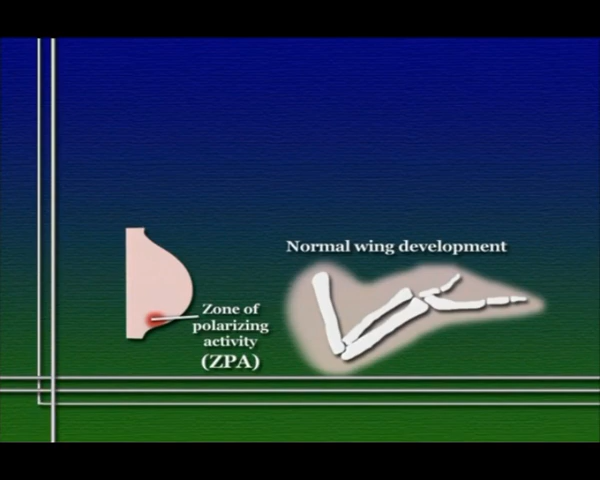 Normal wing development
Zone of
polarizing
activity
(ZPA)